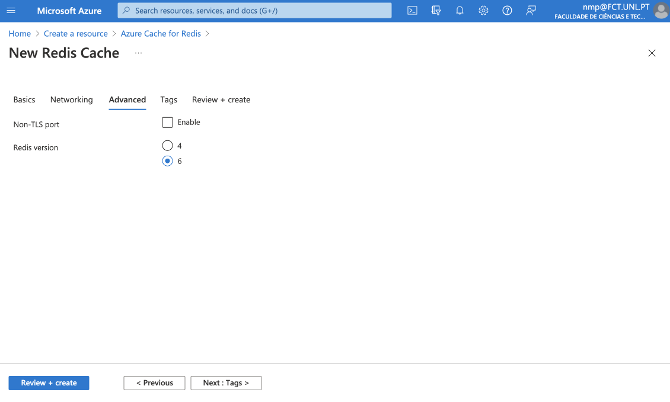 Microsoft Azure
Search resources, services, and docs (G+/)
nmp@FCT.UNL.PT
FACULDADE DE CIÊNCIAS E TEC...
Home > Create a resource > Azure Cache for Redis >
New Redis Cache ...
Basics Networking Advanced Tags Review + create
Non-TLS port Enable
Redis version 4
6
Review + create < Previous Next : Tags >